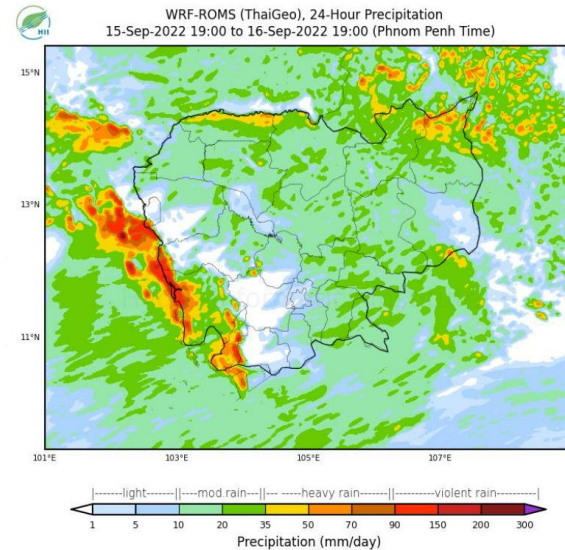 HII
WRF-ROMS (ThaiGeo), 24-Hour Precipitation
15-Sep-2022 19:00 to 16-Sep-2022 19:00 (Phnom Penh Time)
15°N
13°N
11°N
101°E 103°E 105°E 107°E
|-------light-------||----mod.rain----||--- -----heavy rain----||-----------violent rain----------|
1 5 10 20 35 50 70 90 150 200 300
Precipitation (mm/day)